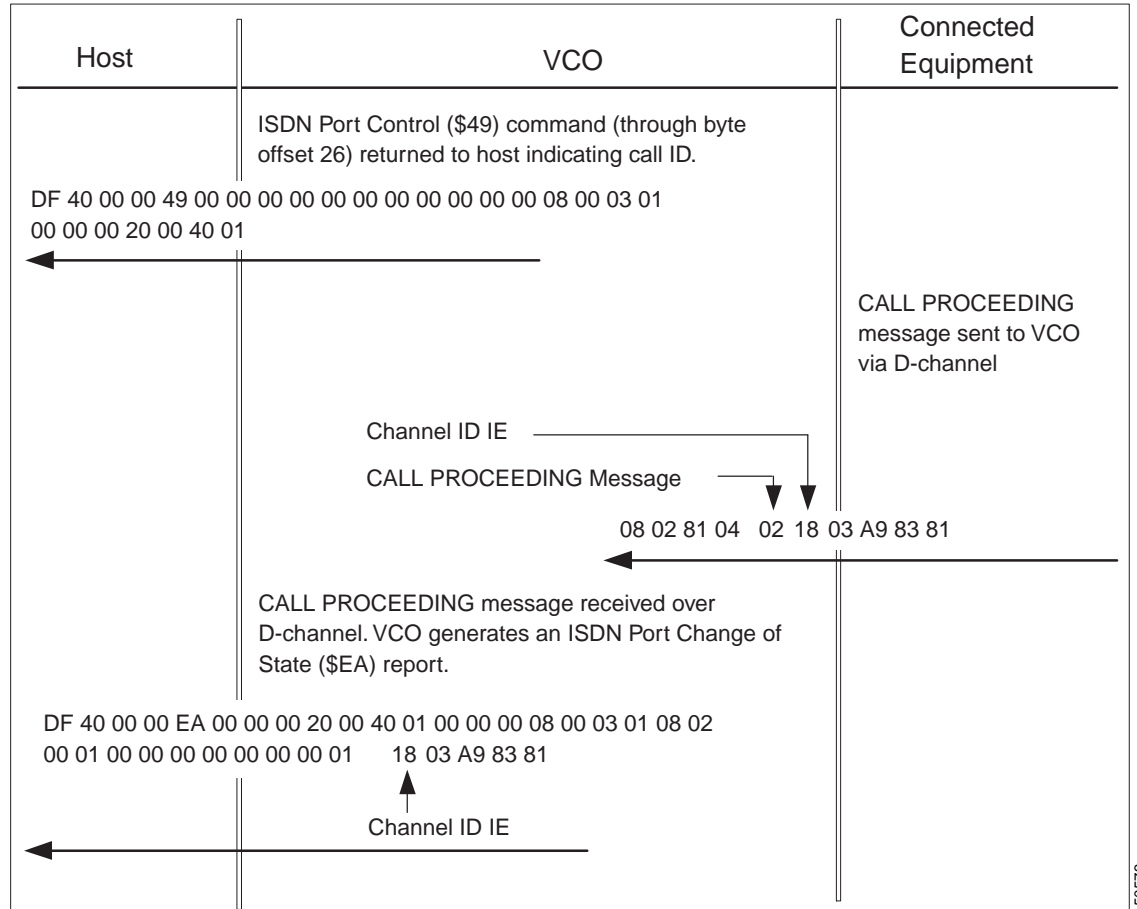 Host
VCO
Connected
Equipment
ISDN Port Control ($49) command (through byte
offset 26) returned to host indicating call ID.
DF 40 00 00 49 00 00 00 00 00 00 00 00 00 00 00 08 00 03 01
00 00 00 20 00 40 01
CALL PROCEEDING
message sent to VCO
via D-channel
Channel ID IE
CALL PROCEEDING Message
08 02 81 04 02 18 03 A9 83 81
CALL PROCEEDING message received over
D-channel. VCO generates an ISDN Port Change of
State ($EA) report.
DF 40 00 00 EA 00 00 00 20 00 40 01 00 00 00 08 00 03 01 08 02
00 01 00 00 00 00 00 00 00 01 18 03 A9 83 81
Channel ID IE